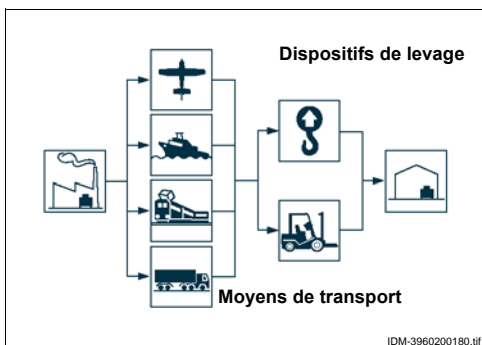 Dispositifs de levage
Moyens de transport
IDM-3960200180.tif